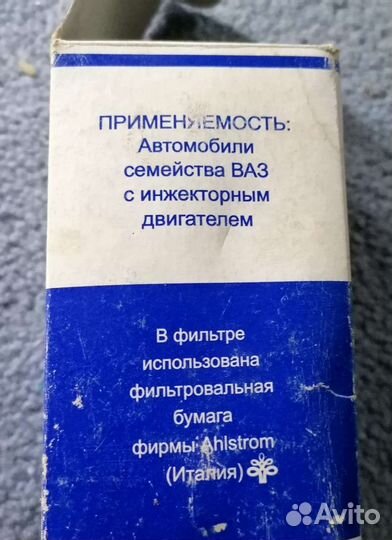 ПРИМЕНЯЕМОСТЬ:
Автомобили
семейства ВАЗ
с инжекторным
двигателем
В фильтре
использована
фильтровальная
бумага
фирмы Ahlstrom
(Италия)
Avito